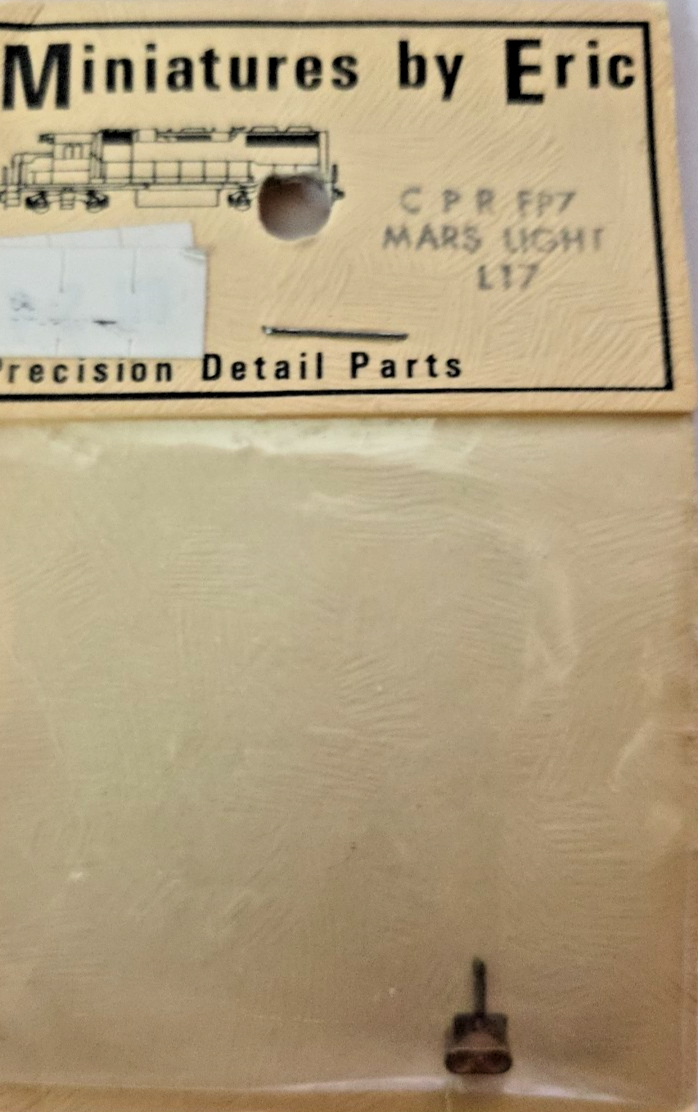 Miniatures by Eric
C P R FP7
MARS LIGHT
L17
Precision Detail Parts